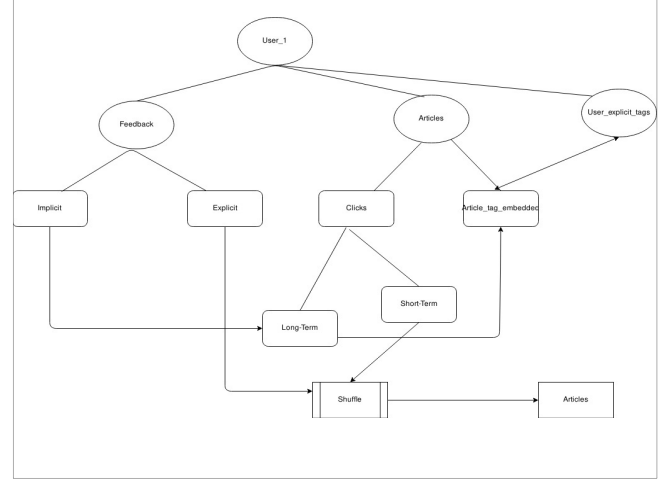 User_1
Feedback
Articles
User_explicit_tags
Implicit
Explicit
Clicks
Article_tag_embedded
Long-Term
Short-Term
Shuffle
Articles